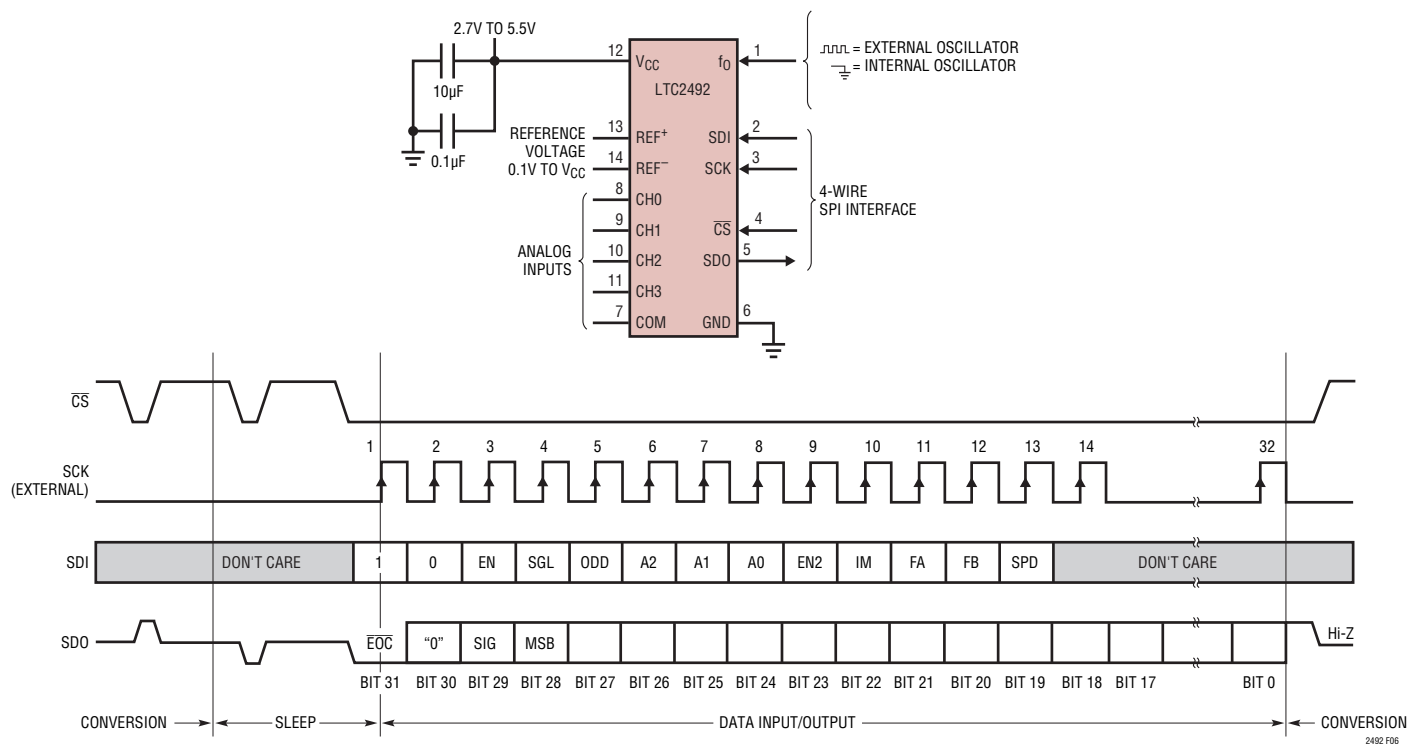 2.7V TO 5.5V
12
VCC
fO
1
= EXTERNAL OSCILLATOR
= INTERNAL OSCILLATOR
LTC2492
10µF
0.1µF
REFERENCE
VOLTAGE
0.1V TO VCC
13
REF+
14
REF−
SDI
2
SCK
3
CS
4
SDO
5
4-WIRE
SPI INTERFACE
ANALOG
INPUTS
8
CH0
9
CH1
10
CH2
11
CH3
7
COM
GND
6
CS
1 2 3 4 5 6 7 8 9 10 11 12 13 14 32
SCK
(EXTERNAL)
SDI DON'T CARE 1 0 EN SGL ODD A2 A1 A0 EN2 IM FA FB SPD DON'T CARE
SDO EOC “0” SIG MSB Hi-Z
BIT 31 BIT 30 BIT 29 BIT 28 BIT 27 BIT 26 BIT 25 BIT 24 BIT 23 BIT 22 BIT 21 BIT 20 BIT 19 BIT 18 BIT 17 BIT 0
CONVERSION SLEEP DATA INPUT/OUTPUT CONVERSION
2492 F06